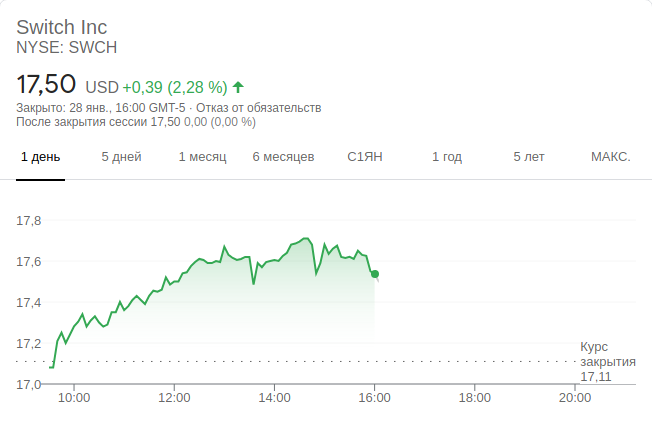 Switch Inc
NYSE: SWCH
17,50 USD +0,39 (2,28 %)
Закрыто: 28 янв., 16:00 GMT-5 · Отказ от обязательств
После закрытия сессии 17,50 0,00 (0,00 %)
1 день 5 дней 1 месяц 6 месяцев С1ЯН 1 год 5 лет МАКС.
17,8
17,6
17,4
17,2
Курс
закрытия
17,11
17,0
10:00 12:00 14:00 16:00 18:00 20:00